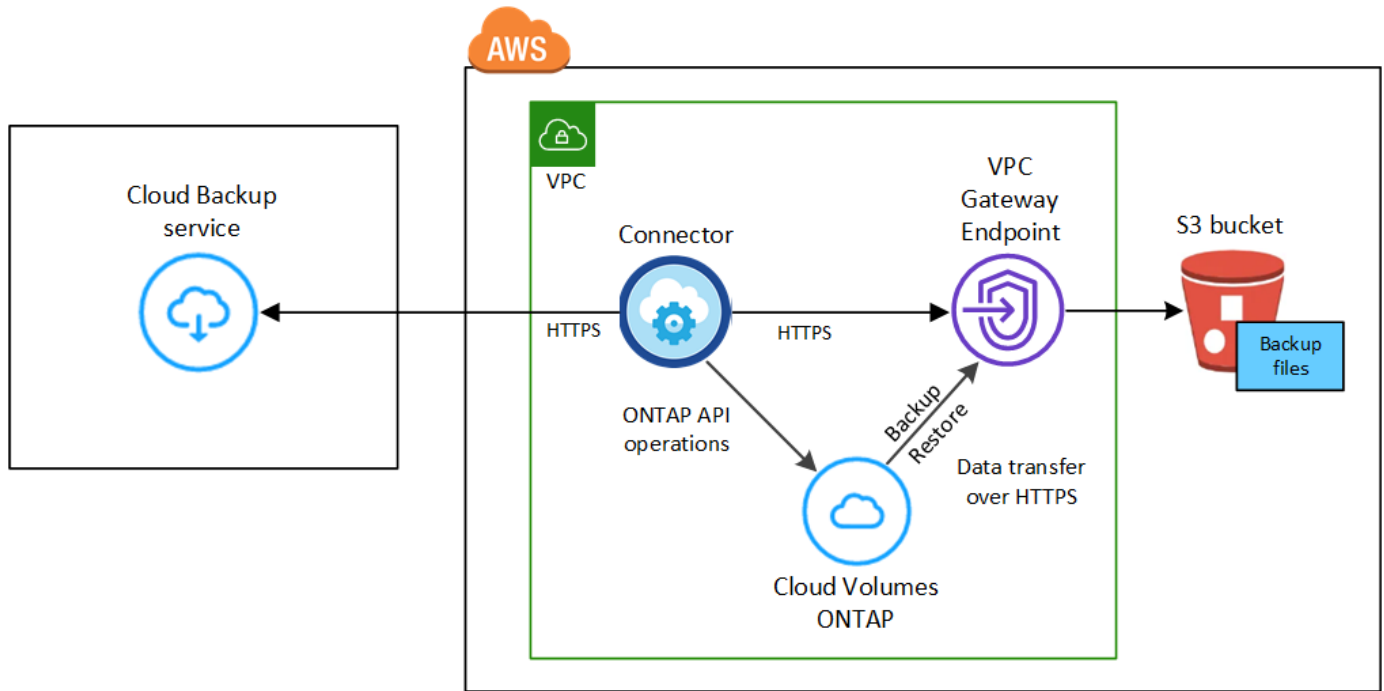 AWS
Cloud Backup
service
VPC
Connector
VPC
Gateway
Endpoint
S3 bucket
HTTPS
HTTPS
Backup
files
ONTAP API
operations
Backup
Restore
Data transfer
over HTTPS
Cloud Volumes
ONTAP